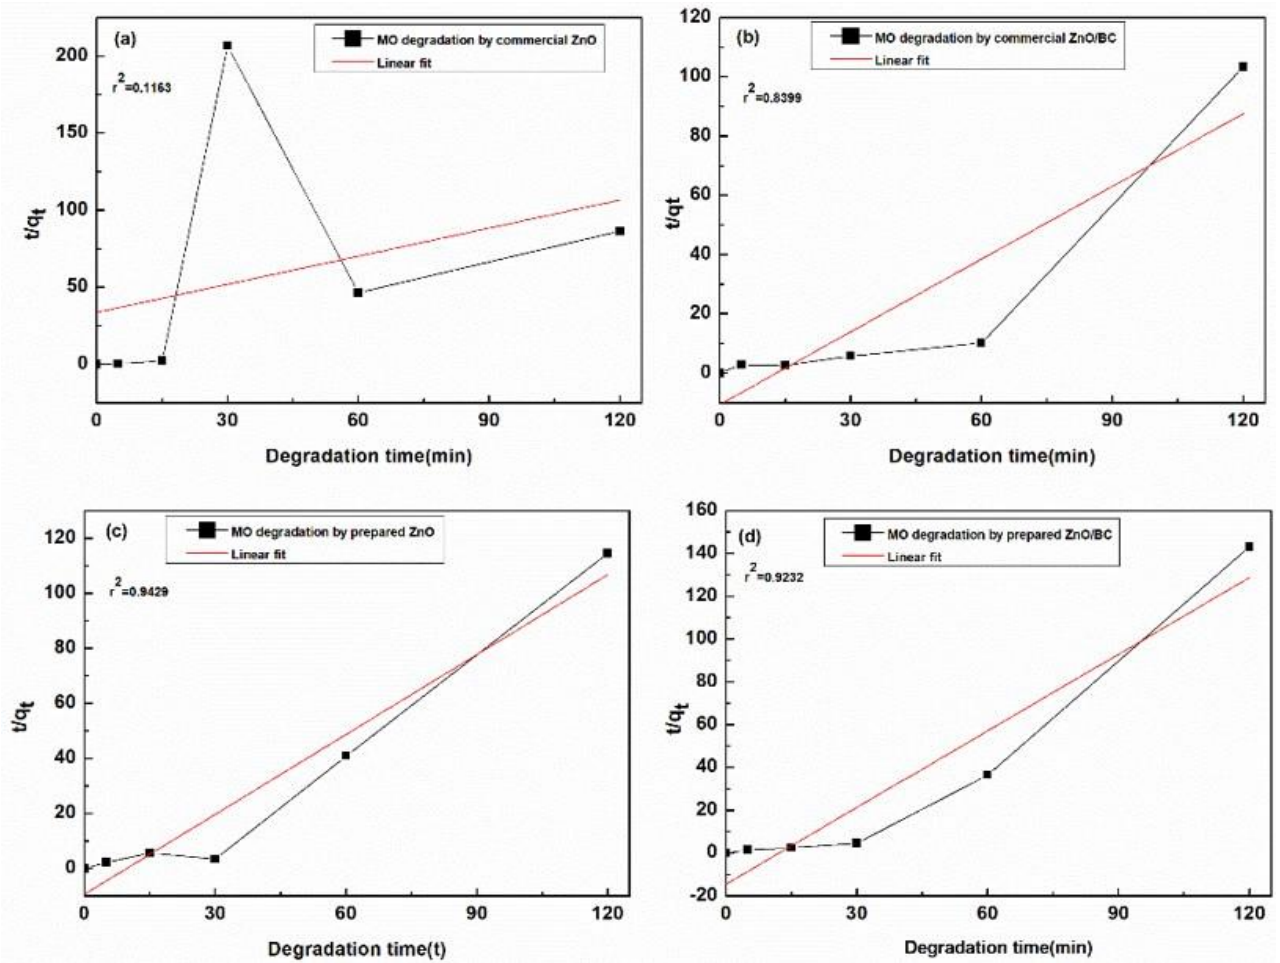 (a)
MO degradation by commercial ZnO
Linear fit
r²=0.1163
200
150
100
50
0
t/qt
0 30 60 90 120
Degradation time(min)
(b)
MO degradation by commercial ZnO/BC
Linear fit
r²=0.8399
120
100
80
60
40
20
0
t/qt
0 30 60 90 120
Degradation time(min)
(c)
MO degradation by prepared ZnO
Linear fit
r²=0.9429
120
100
80
60
40
20
0
t/qt
0 30 60 90 120
Degradation time(t)
(d)
MO degradation by prepared ZnO/BC
Linear fit
r²=0.9232
160
140
120
100
80
60
40
20
0
-20
t/qt
0 30 60 90 120
Degradation time(min)